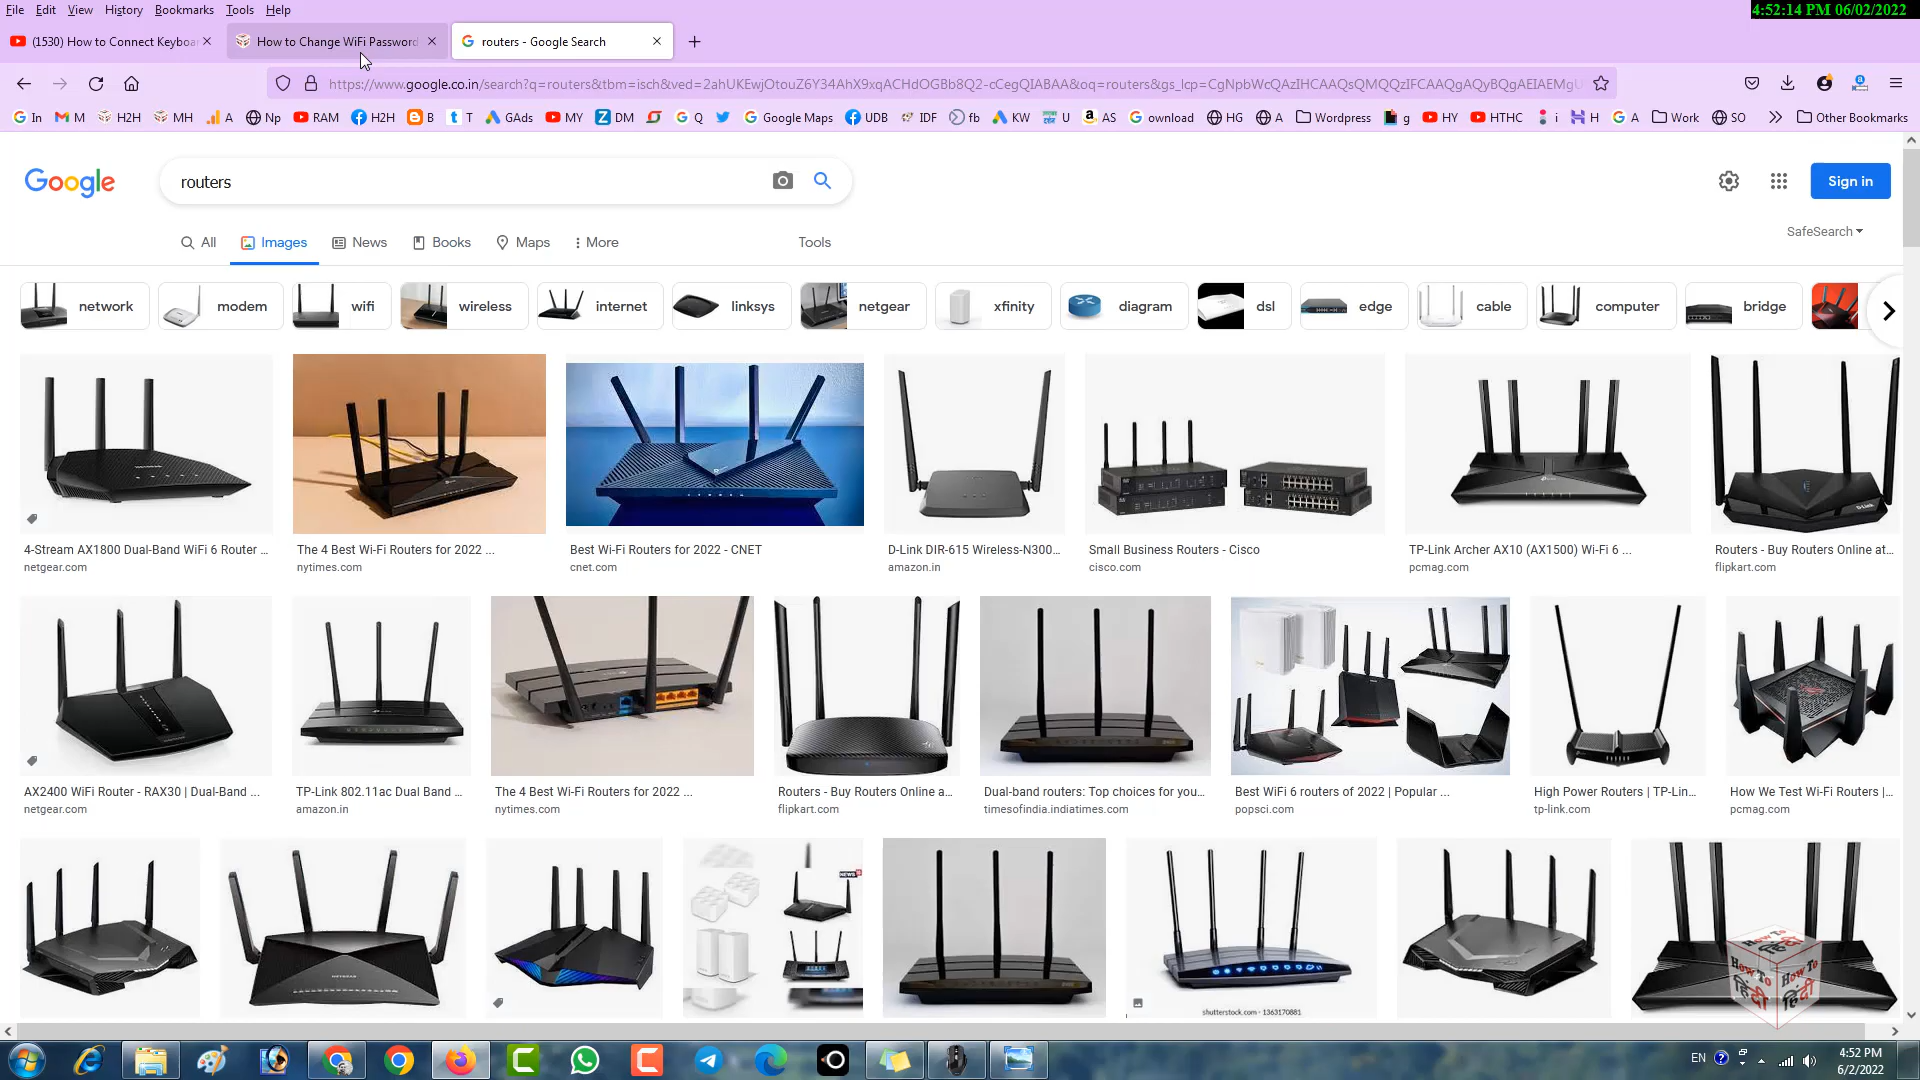 File Edit View History Bookmarks Tools Help
4:52:14 PM 06/02/2022
(1530) How to Connect Keyboar
How to Change WiFi Password
routers - Google Search
https://www.google.co.in/search?q=routers&tbm=isch&ved=2ahUKEwjOtouZ6Y34AhX9xqACHdOGBb8Q2-cCegQIABAA&oq=routers&gs_lcp=CgNpbWcQAzIHCAAQsQMQQzIFCAAQgAQyBQgAEIAEMgU
In M H2H MH A Np RAM H2H B T GAds MY DM Q Google Maps UDB IDF fb KW U AS ownload HG A Wordpress g HY HTHC i H A Work SO Other Bookmarks
Google routers Sign in
All Images News Books Maps More Tools SafeSearch
network modem wifi wireless internet linksys netgear xfinity diagram dsl edge cable computer bridge
4-Stream AX1800 Dual-Band WiFi 6 Router ...
netgear.com
The 4 Best Wi-Fi Routers for 2022 ...
nytimes.com
Best Wi-Fi Routers for 2022 - CNET
cnet.com
D-Link DIR-615 Wireless-N300...
amazon.in
Small Business Routers - Cisco
cisco.com
TP-Link Archer AX10 (AX1500) Wi-Fi 6 ...
pcmag.com
Routers - Buy Routers Online at...
flipkart.com
AX2400 WiFi Router - RAX30 | Dual-Band ...
netgear.com
TP-Link 802.11ac Dual Band ...
amazon.in
The 4 Best Wi-Fi Routers for 2022 ...
nytimes.com
Routers - Buy Routers Online a...
flipkart.com
Dual-band routers: Top choices for you...
timesofindia.indiatimes.com
Best WiFi 6 routers of 2022 | Popular ...
popsci.com
High Power Routers | TP-Lin...
tp-link.com
How We Test Wi-Fi Routers |...
pcmag.com
NETGEAR
NEWS
shutterstock.com · 1363170881
How To
How To हिंदी
How To हिंदी
EN
4:52 PM
6/2/2022